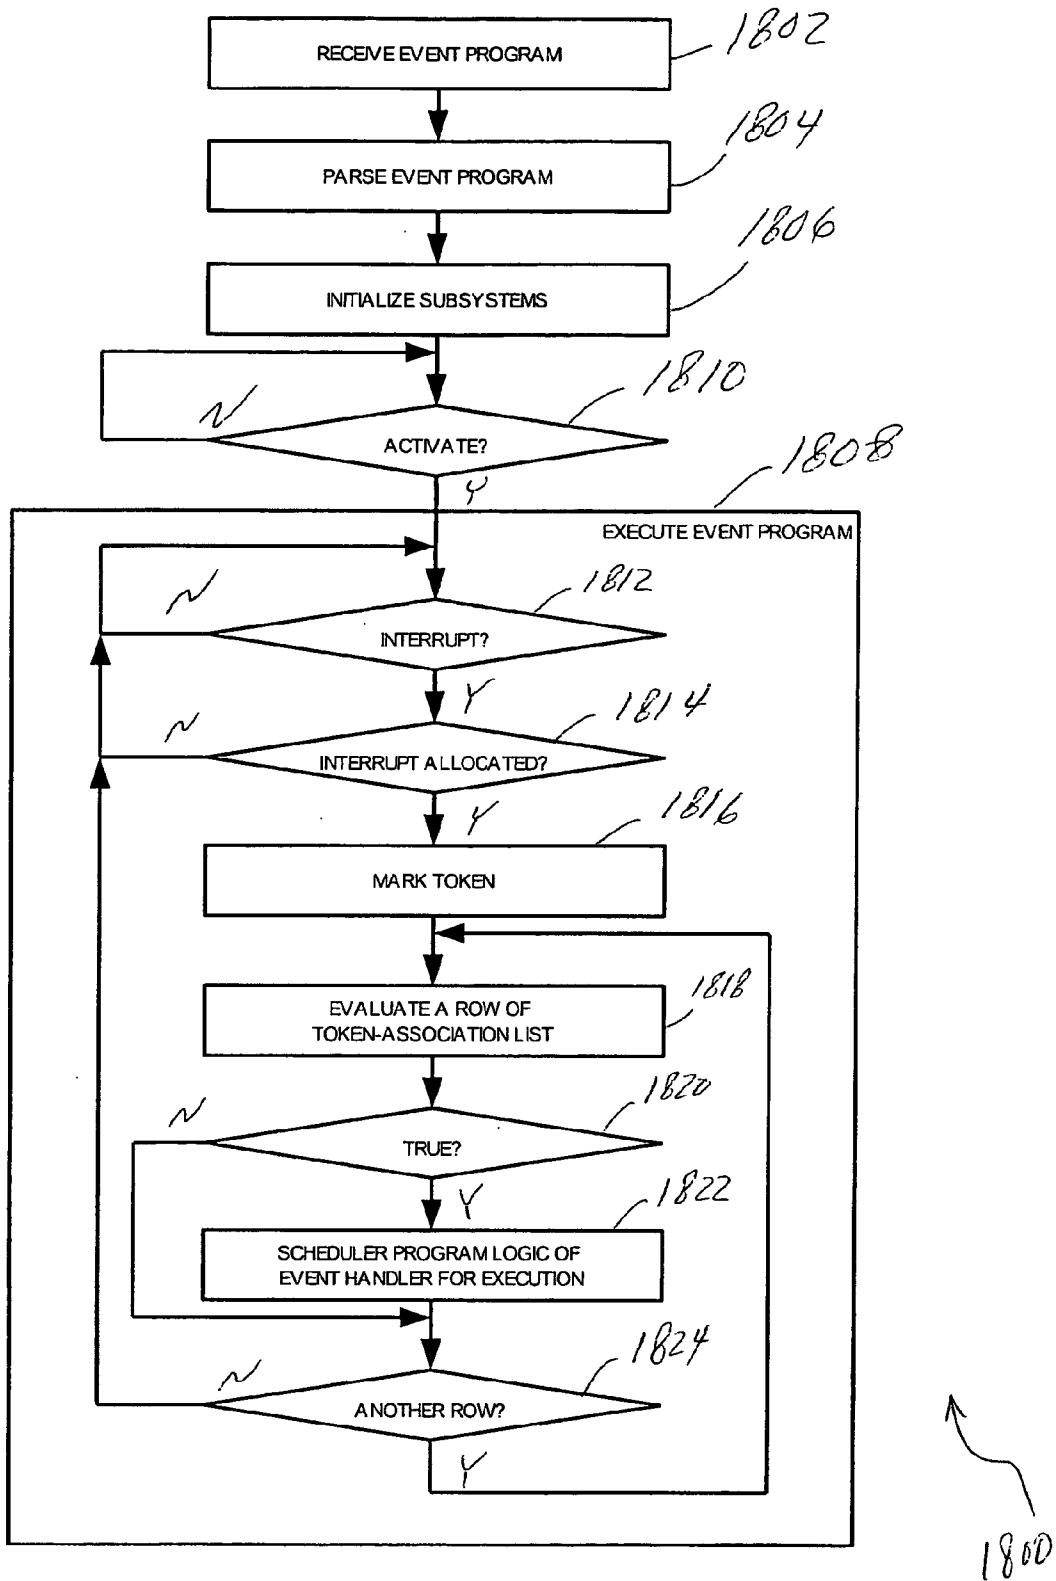 1802
RECEIVE EVENT PROGRAM
1804
PARSE EVENT PROGRAM
1806
INITIALIZE SUBSYSTEMS
1810
N
ACTIVATE?
Y
1808
EXECUTE EVENT PROGRAM
1812
N
INTERRUPT?
Y
1814
N
INTERRUPT ALLOCATED?
Y
1816
MARK TOKEN
1818
EVALUATE A ROW OF
TOKEN-ASSOCIATION LIST
1820
N
TRUE?
Y
1822
SCHEDULER PROGRAM LOGIC OF
EVENT HANDLER FOR EXECUTION
1824
N
ANOTHER ROW?
Y
1800